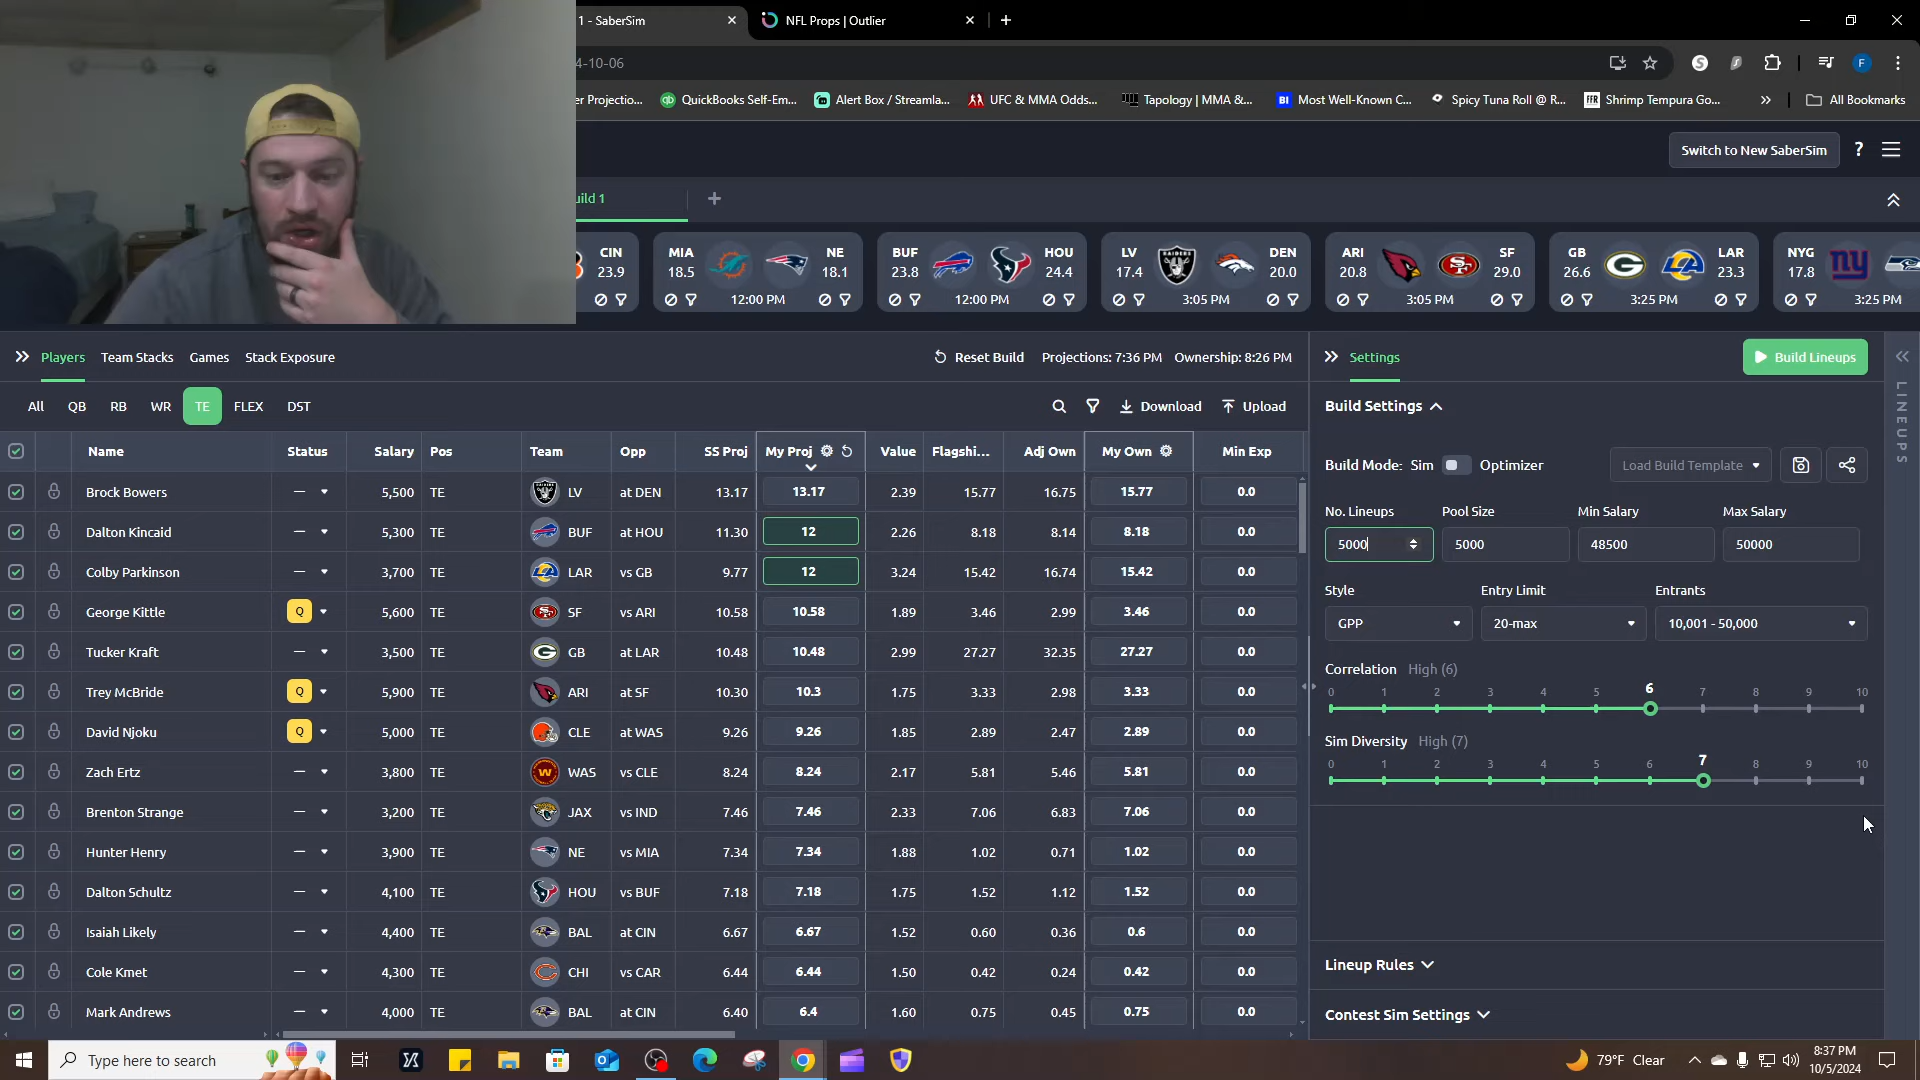 1 - SaberSim
NFL Props | Outlier
4-10-06
F
er Projectio...
QuickBooks Self-Em...
Alert Box / Streamla...
UFC & MMA Odds...
Tapology | MMA &...
BI Most Well-Known C...
Spicy Tuna Roll @ R...
FFR Shrimp Tempura Go...
All Bookmarks
Switch to New SaberSim
?
uild 1
CIN 23.9
MIA 18.5 NE 18.1 12:00 PM
BUF 23.8 HOU 24.4 12:00 PM
LV 17.4 DEN 20.0 3:05 PM
ARI 20.8 SF 29.0 3:05 PM
GB 26.6 LAR 23.3 3:25 PM
NYG 17.8 3:25 PM
Players Team Stacks Games Stack Exposure
Reset Build Projections: 7:36 PM Ownership: 8:26 PM
All QB RB WR TE FLEX DST
Download Upload
Name Status Salary Pos Team Opp SS Proj My Proj Value Flagshi... Adj Own My Own Min Exp
Brock Bowers — 5,500 TE LV at DEN 13.17 13.17 2.39 15.77 16.75 15.77 0.0
Dalton Kincaid — 5,300 TE BUF at HOU 11.30 12 2.26 8.18 8.14 8.18 0.0
Colby Parkinson — 3,700 TE LAR vs GB 9.77 12 3.24 15.42 16.74 15.42 0.0
George Kittle Q 5,600 TE SF vs ARI 10.58 10.58 1.89 3.46 2.99 3.46 0.0
Tucker Kraft — 3,500 TE GB at LAR 10.48 10.48 2.99 27.27 32.35 27.27 0.0
Trey McBride Q 5,900 TE ARI at SF 10.30 10.3 1.75 3.33 2.98 3.33 0.0
David Njoku Q 5,000 TE CLE at WAS 9.26 9.26 1.85 2.89 2.47 2.89 0.0
Zach Ertz — 3,800 TE WAS vs CLE 8.24 8.24 2.17 5.81 5.46 5.81 0.0
Brenton Strange — 3,200 TE JAX vs IND 7.46 7.46 2.33 7.06 6.83 7.06 0.0
Hunter Henry — 3,900 TE NE vs MIA 7.34 7.34 1.88 1.02 0.71 1.02 0.0
Dalton Schultz — 4,100 TE HOU vs BUF 7.18 7.18 1.75 1.52 1.12 1.52 0.0
Isaiah Likely — 4,400 TE BAL at CIN 6.67 6.67 1.52 0.60 0.36 0.6 0.0
Cole Kmet — 4,300 TE CHI vs CAR 6.44 6.44 1.50 0.42 0.24 0.42 0.0
Mark Andrews — 4,000 TE BAL at CIN 6.40 6.4 1.60 0.75 0.45 0.75 0.0
Settings
Build Lineups
LINEUPS
Build Settings
Build Mode: Sim Optimizer
Load Build Template
No. Lineups Pool Size Min Salary Max Salary
5000 5000 48500 50000
Style Entry Limit Entrants
GPP 20-max 10,001 - 50,000
Correlation High (6)
6
0 1 2 3 4 5 7 8 9 10
Sim Diversity High (7)
7
0 1 2 3 4 5 6 8 9 10
Lineup Rules
Contest Sim Settings
Type here to search
79°F Clear
8:37 PM
10/5/2024